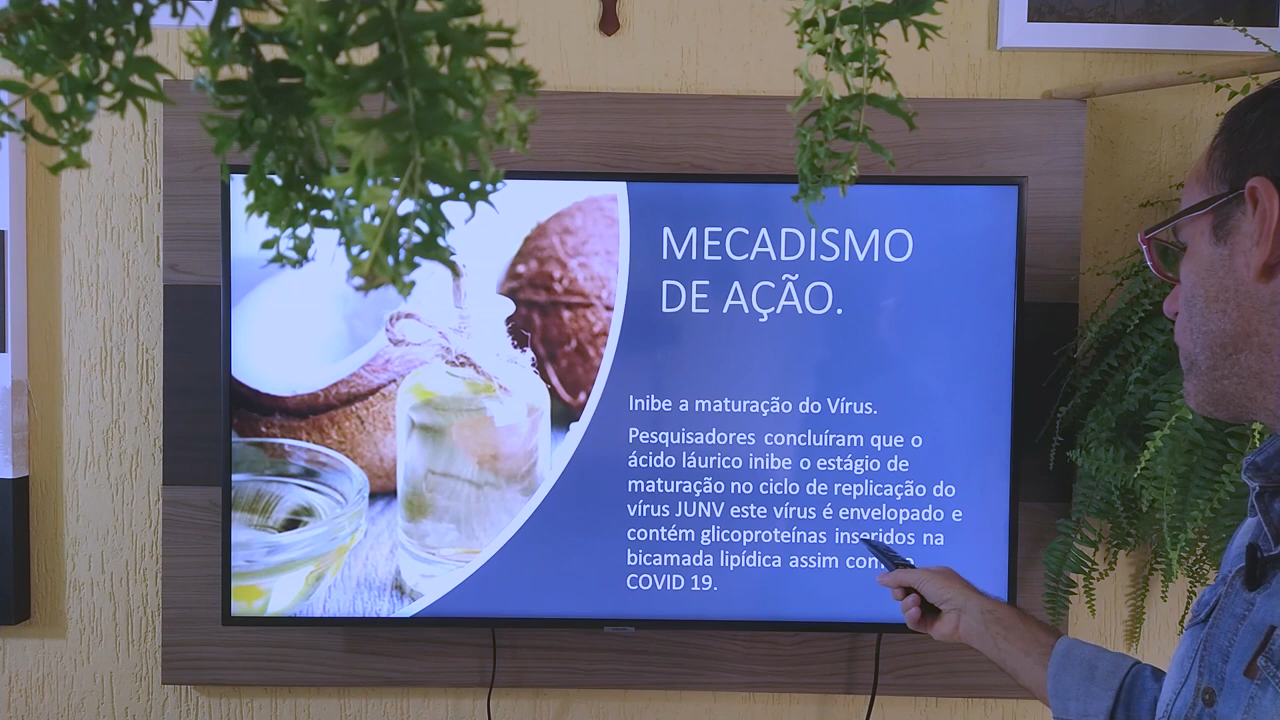 MECADISMO
DE AÇÃO.
Inibe a maturação do Vírus.
Pesquisadores concluíram que o
ácido láurico inibe o estágio de
maturação no ciclo de replicação do
vírus JUNV este vírus é envelopado e
contém glicoproteínas inseridos na
bicamada lipídica assim
COVID 19.